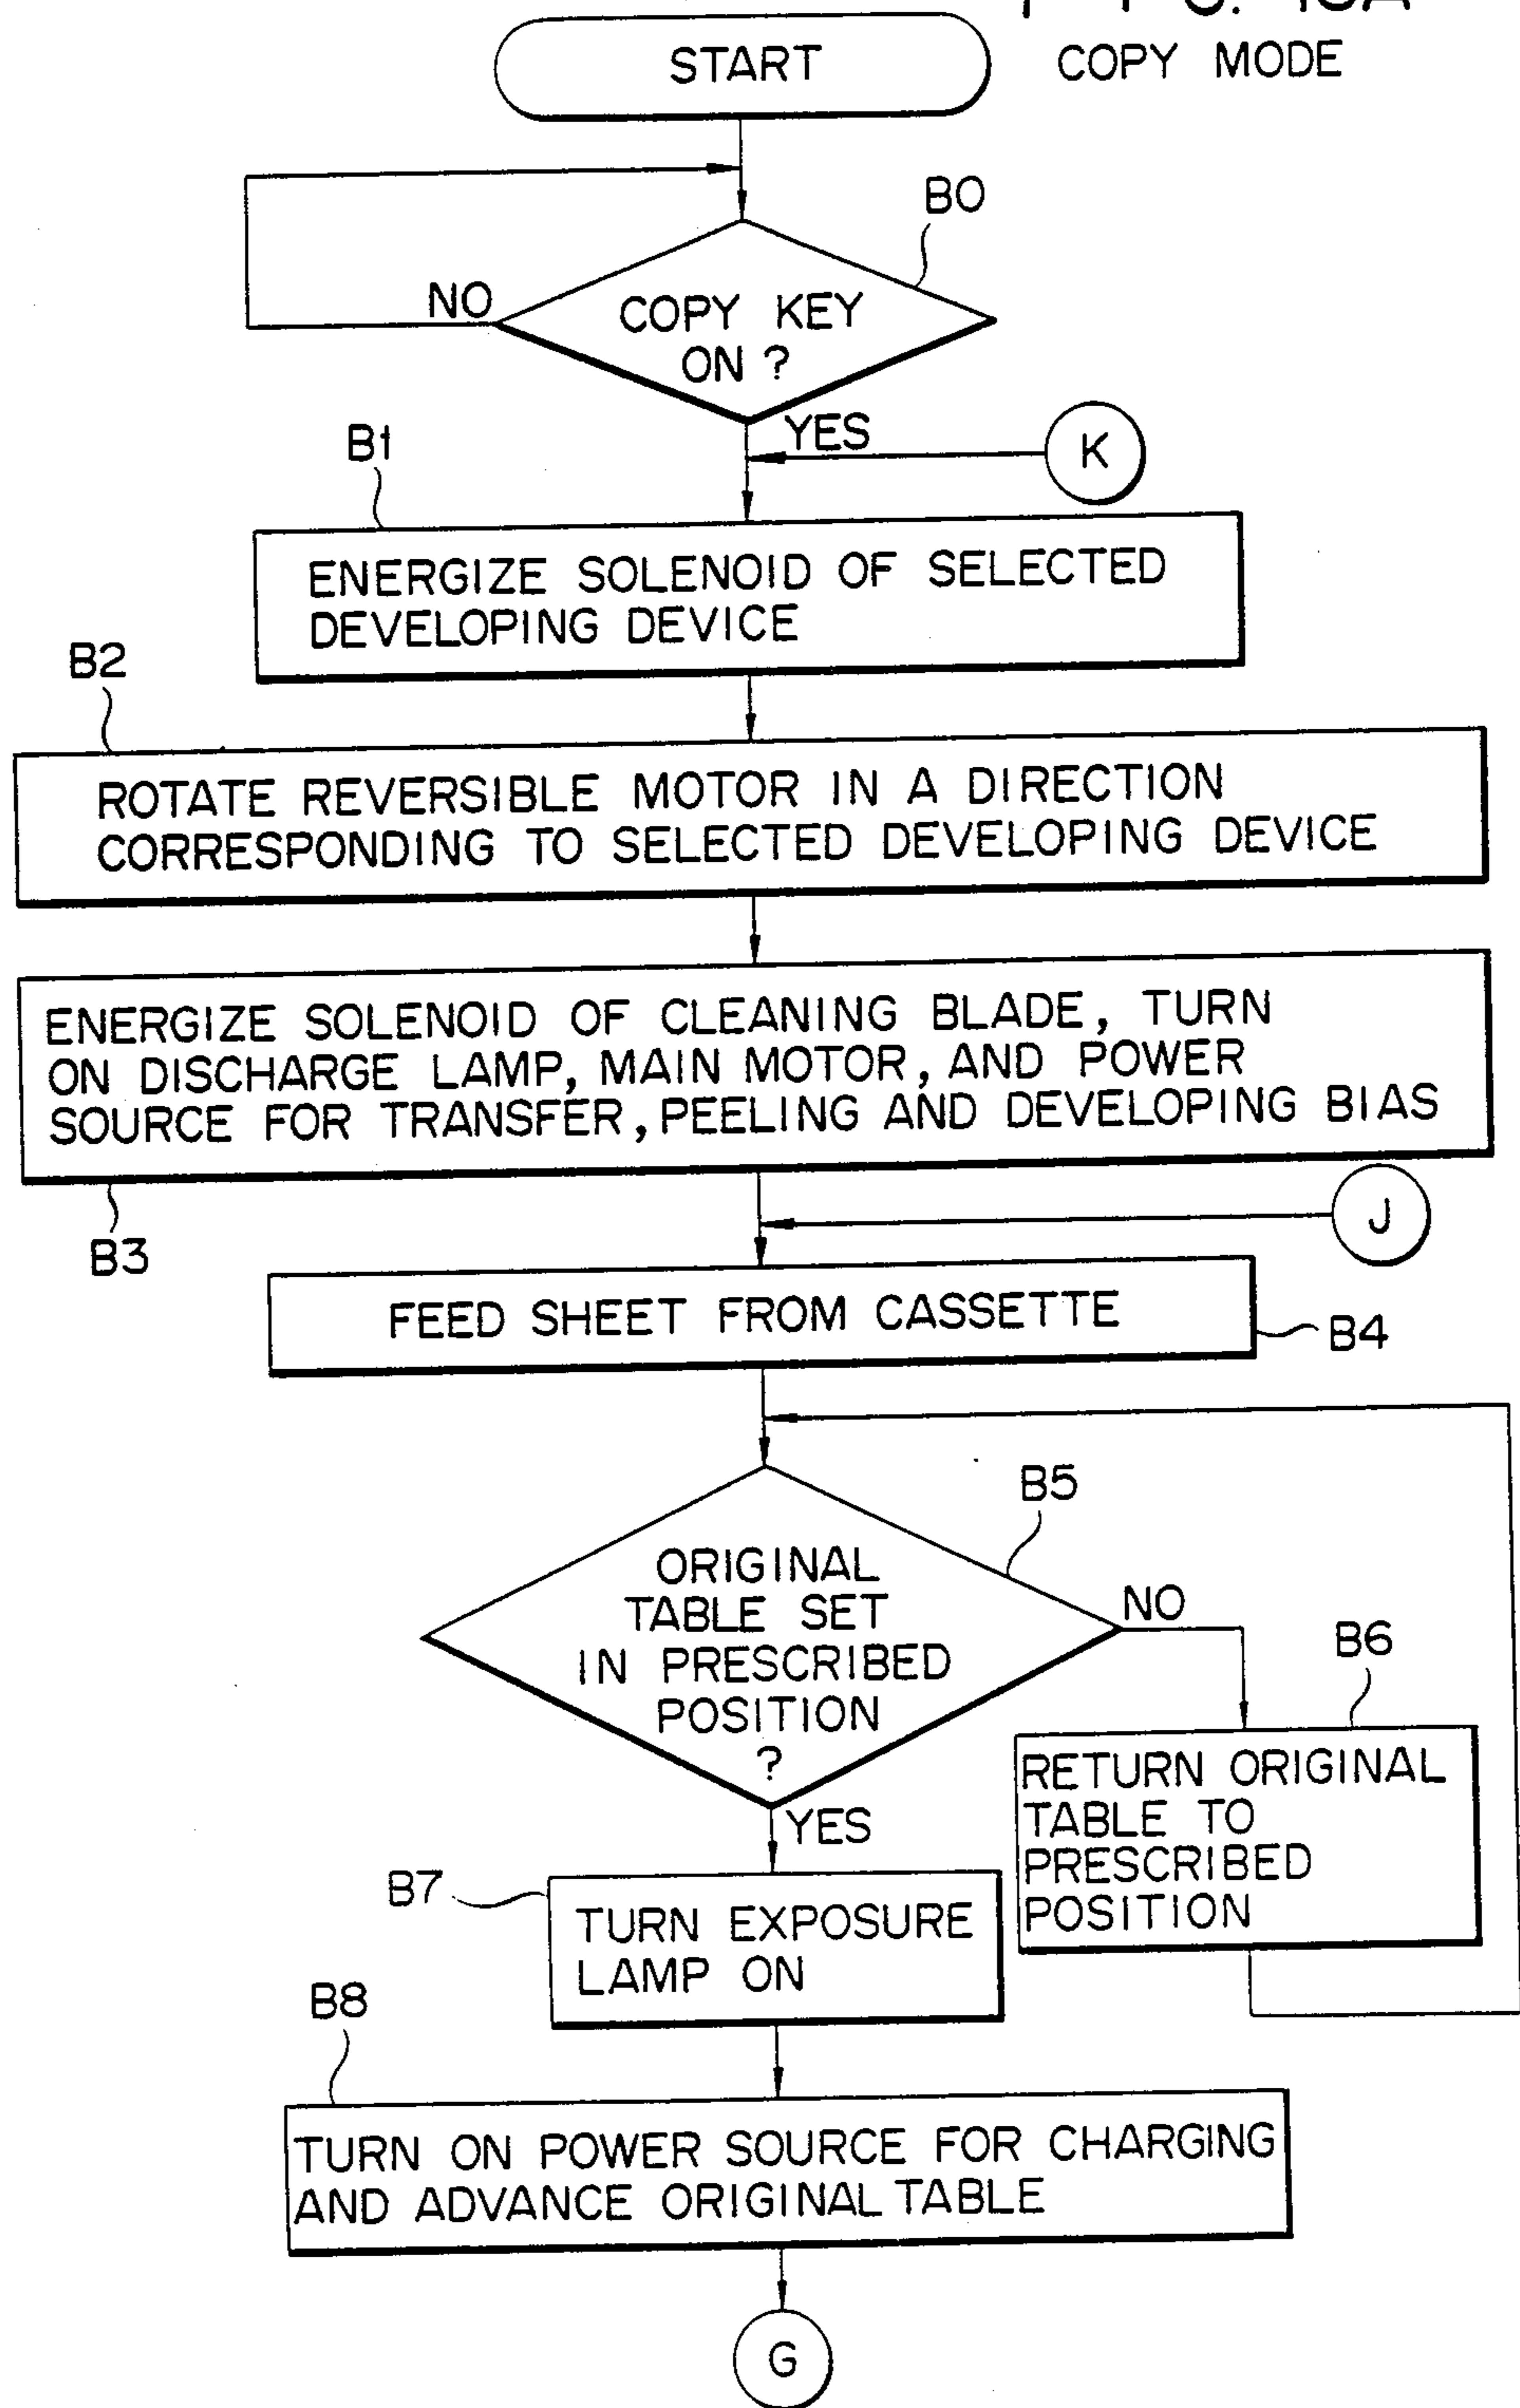 START
COPY MODE
B0
NO
COPY KEY
ON ?
YES
K
B1
ENERGIZE SOLENOID OF SELECTED
DEVELOPING DEVICE
B2
ROTATE REVERSIBLE MOTOR IN A DIRECTION
CORRESPONDING TO SELECTED DEVELOPING DEVICE
ENERGIZE SOLENOID OF CLEANING BLADE, TURN
ON DISCHARGE LAMP, MAIN MOTOR, AND POWER
SOURCE FOR TRANSFER, PEELING AND DEVELOPING BIAS
J
B3
FEED SHEET FROM CASSETTE
B4
B5
ORIGINAL
TABLE SET
IN PRESCRIBED
POSITION
?
NO
B6
RETURN ORIGINAL
TABLE TO
PRESCRIBED
POSITION
YES
B7
TURN EXPOSURE
LAMP ON
B8
TURN ON POWER SOURCE FOR CHARGING
AND ADVANCE ORIGINAL TABLE
G